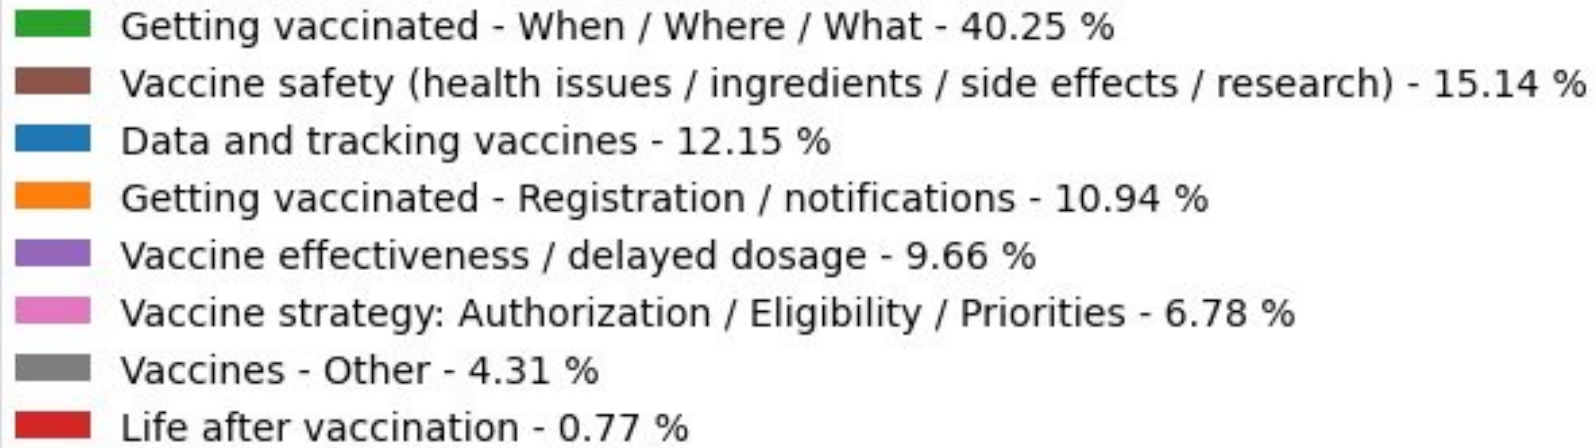 Getting vaccinated - When / Where / What - 40.25 %
Vaccine safety (health issues / ingredients / side effects / research) - 15.14 %
Data and tracking vaccines - 12.15 %
Getting vaccinated - Registration / notifications - 10.94 %
Vaccine effectiveness / delayed dosage - 9.66 %
Vaccine strategy: Authorization / Eligibility / Priorities - 6.78 %
Vaccines - Other - 4.31 %
Life after vaccination - 0.77 %